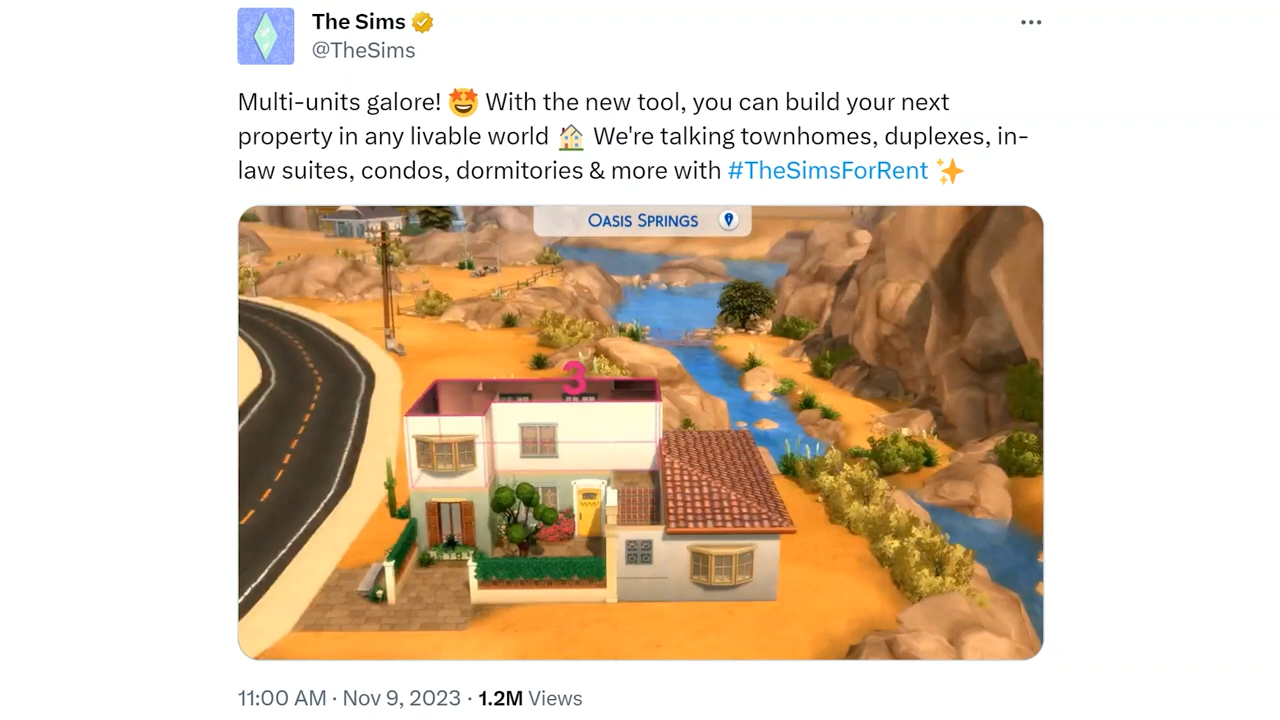 The Sims
@TheSims
Multi-units galore! 🤩 With the new tool, you can build your next
property in any livable world 🏠 We're talking townhomes, duplexes, in-
law suites, condos, dormitories & more with #TheSimsForRent ✨
OASIS SPRINGS
3
11:00 AM · Nov 9, 2023 · 1.2M Views